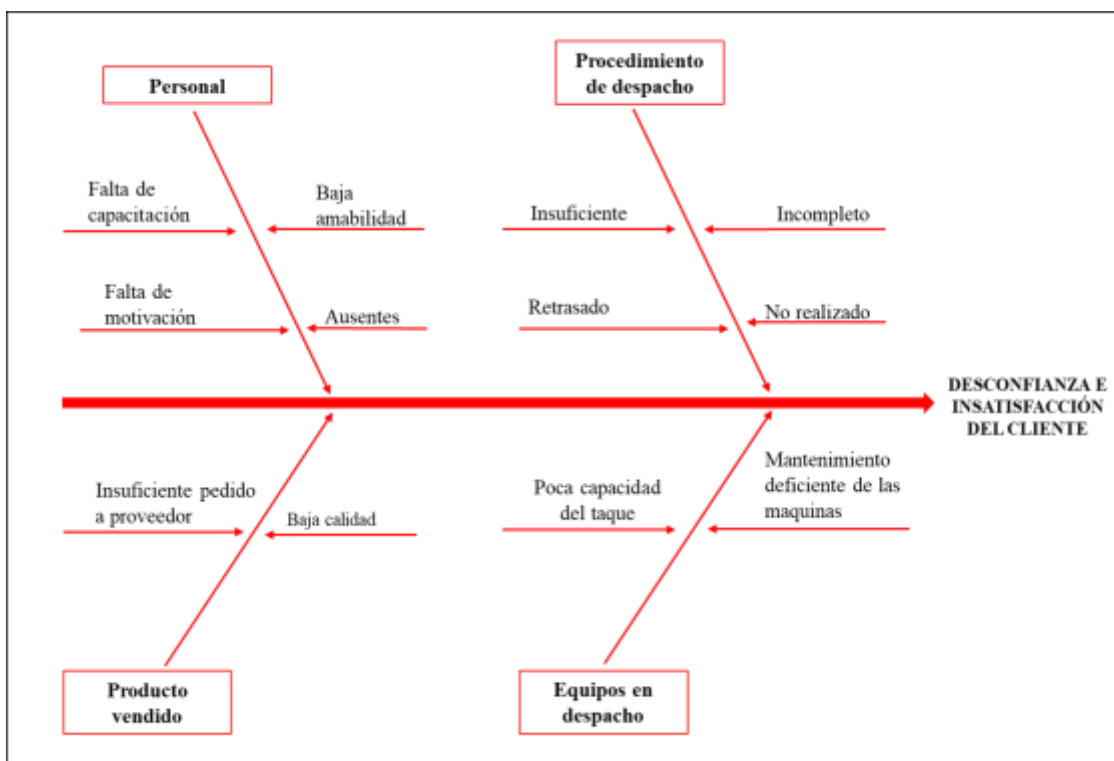 Personal
Procedimiento
de despacho
Falta de
capacitación
Baja
amabilidad
Insuficiente
Incompleto
Falta de
motivación
Ausentes
Retrasado
No realizado
DESCONFIANZA E
INSATISFACCIÓN
DEL CLIENTE
Insuficiente pedido
a proveedor
Baja calidad
Poca capacidad
del taque
Mantenimiento
deficiente de las
maquinas
Producto
vendido
Equipos en
despacho